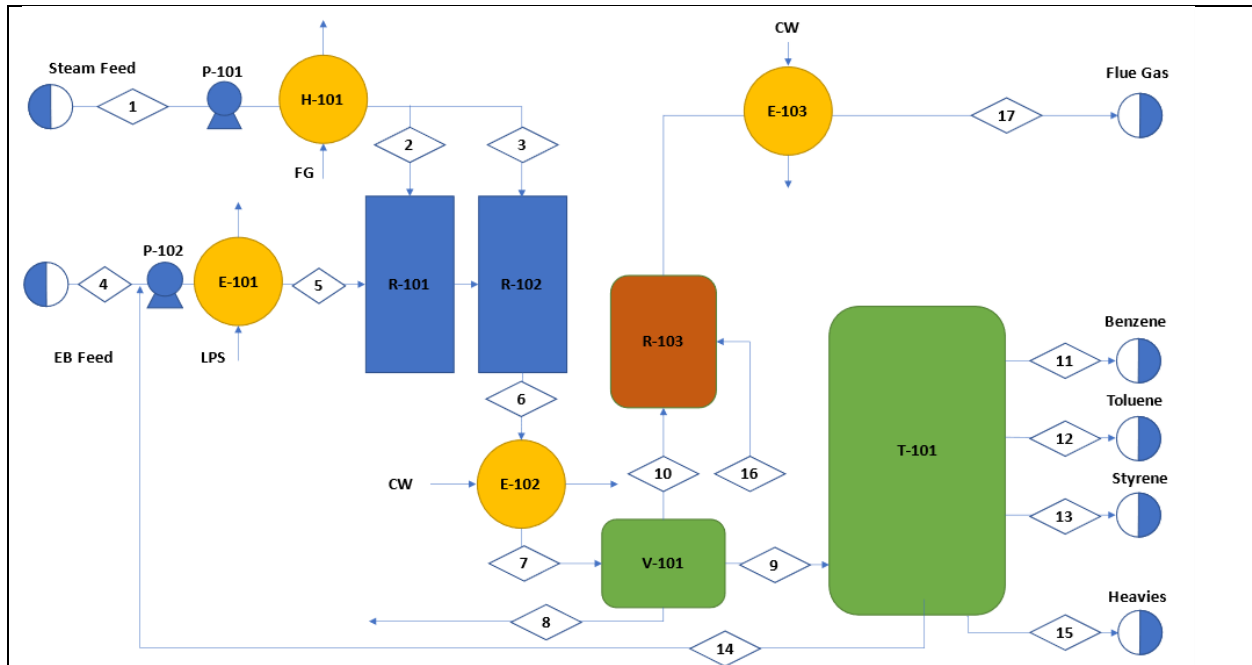 CW
Steam Feed
P-101
Flue Gas
H-101
E-103
1
17
2
3
FG
P-102
4
E-101
5
R-101
R-102
Benzene
EB Feed
LPS
R-103
11
6
Toluene
T-101
12
10
16
Styrene
CW
E-102
13
7
V-101
9
Heavies
8
15
14